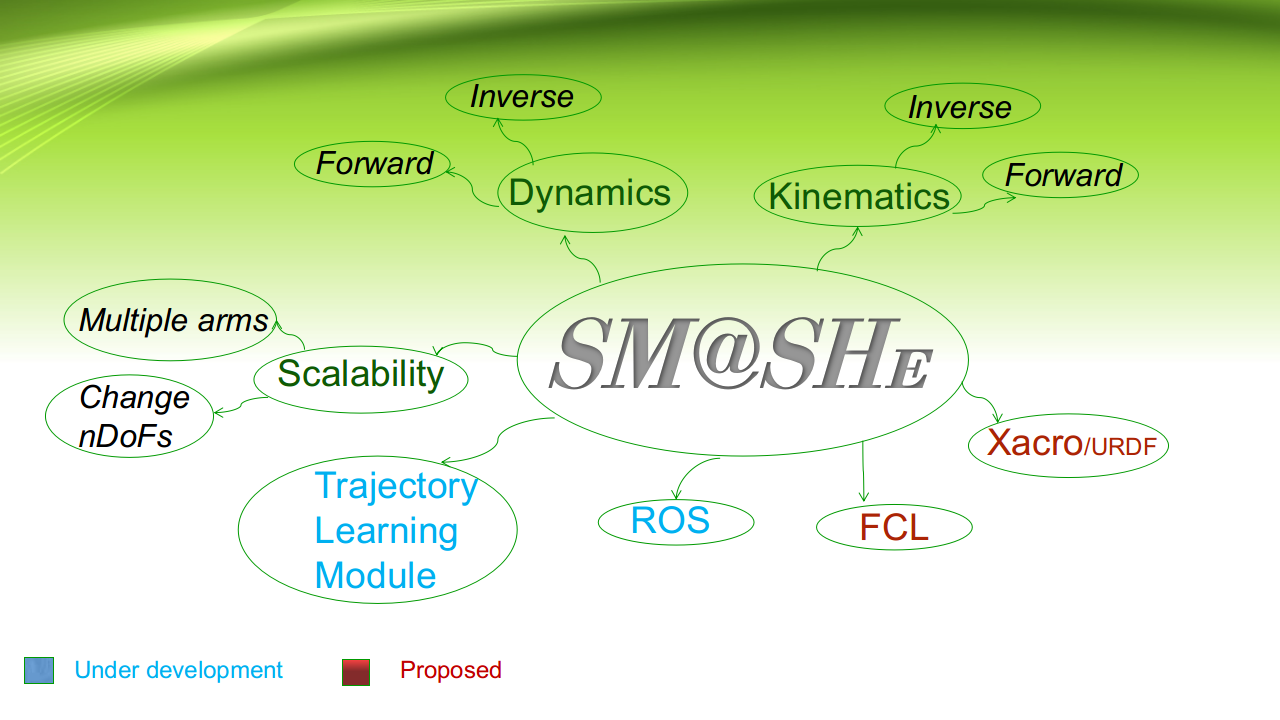 Inverse
Inverse
Forward
Forward
Dynamics
Kinematics
SM@SHE
Multiple arms
Scalability
Change
nDoFs
Xacro/URDF
Trajectory
Learning
Module
ROS
FCL
Under development
Proposed